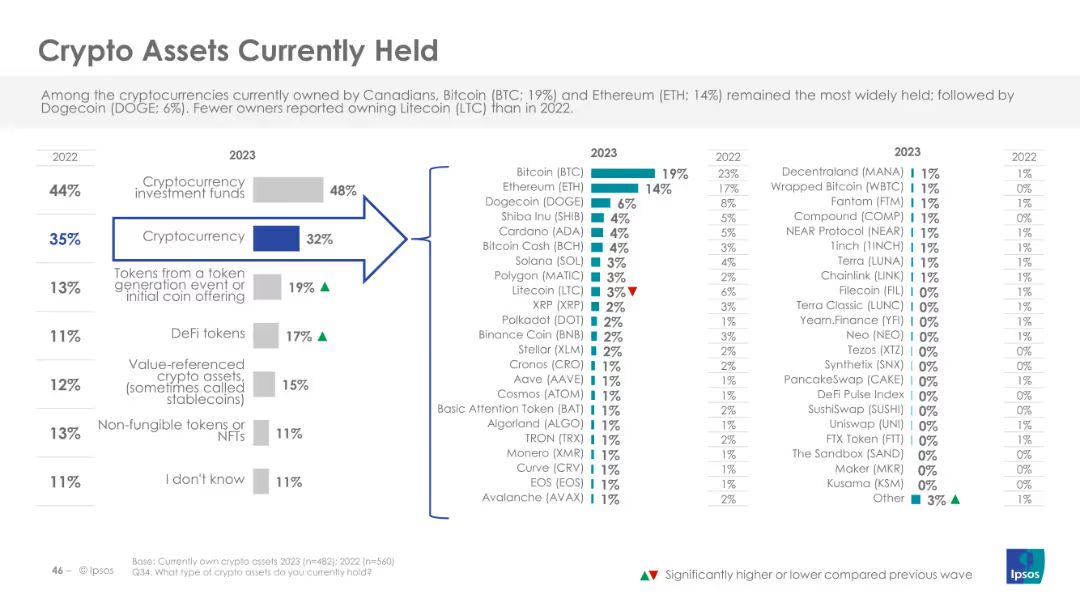 Crypto Assets Currently Held
Among the cryptocurrencies currently owned by Canadians, Bitcoin (BTC; 19%) and Ethereum (ETH; 14%) remained the most widely held; followed by
Dogecoin (DOGE; 6%). Fewer owners reported owning Litecoin (LTC) than in 2022.
2022 2023
44% Cryptocurrency investment funds 48%
35% Cryptocurrency 32%
13% Tokens from a token generation event or initial coin offering 19%
11% DeFi tokens 17%
12% Value-referenced crypto assets, (sometimes called stablecoins) 15%
13% Non-fungible tokens or NFTs 11%
11% I don't know 11%
2023 2022
Bitcoin (BTC) 19% 23%
Ethereum (ETH) 14% 17%
Dogecoin (DOGE) 6% 8%
Shiba Inu (SHIB) 4% 5%
Cardano (ADA) 4% 5%
Bitcoin Cash (BCH) 4% 3%
Solana (SOL) 3% 4%
Polygon (MATIC) 3% 2%
Litecoin (LTC) 3% 6%
XRP (XRP) 2% 3%
Polkadot (DOT) 2% 1%
Binance Coin (BNB) 2% 3%
Stellar (XLM) 2% 2%
Cronos (CRO) 1% 2%
Aave (AAVE) 1% 1%
Cosmos (ATOM) 1% 1%
Basic Attention Token (BAT) 1% 2%
Algorland (ALGO) 1% 1%
TRON (TRX) 1% 2%
Monero (XMR) 1% 1%
Curve (CRV) 1% 1%
EOS (EOS) 1% 1%
Avalanche (AVAX) 1% 2%
2023 2022
Decentraland (MANA) 1% 1%
Wrapped Bitcoin (WBTC) 1% 0%
Fantom (FTM) 1% 1%
Compound (COMP) 1% 0%
NEAR Protocol (NEAR) 1% 1%
1inch (1INCH) 1% 1%
Terra (LUNA) 1% 1%
Chainlink (LINK) 1% 1%
Filecoin (FIL) 0% 0%
Terra Classic (LUNC) 0% 1%
Yearn.Finance (YFI) 0% 1%
Neo (NEO) 0% 1%
Tezos (XTZ) 0% 0%
Synthetix (SNX) 0% 0%
PancakeSwap (CAKE) 0% 1%
DeFi Pulse Index 0% 0%
SushiSwap (SUSHI) 0% 0%
Uniswap (UNI) 0% 1%
FTX Token (FTT) 0% 1%
The Sandbox (SAND) 0% 0%
Maker (MKR) 0% 0%
Kusama (KSM) 0% 0%
Other 3% 1%
46 – © Ipsos
Base: Currently own crypto assets 2023 (n=482); 2022 (n=560)
Q34. What type of crypto assets do you currently hold?
Significantly higher or lower compared previous wave
Ipsos